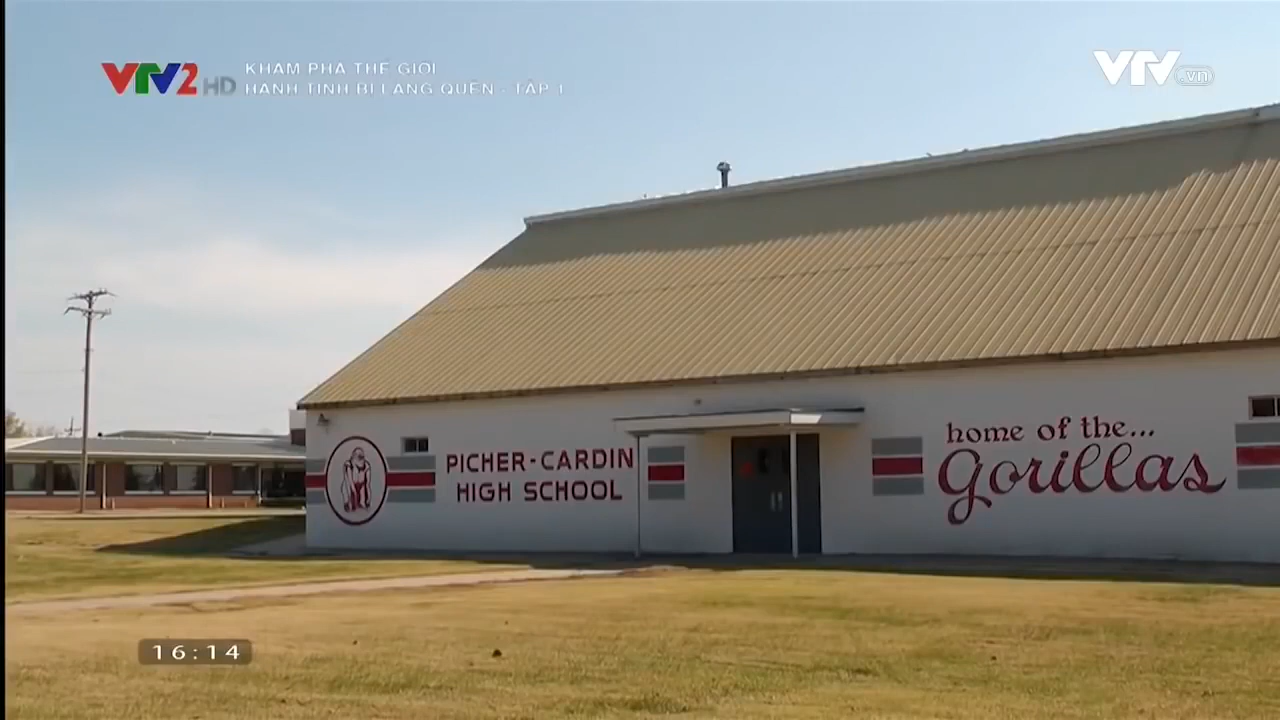 VTV2 HD
KHÁM PHÁ THẾ GIỚI
HÀNH TINH BỊ LÃNG QUÊN - TẬP 1
VTV.vn
PICHER-CARDIN
HIGH SCHOOL
home of the...
Gorillas
16:14